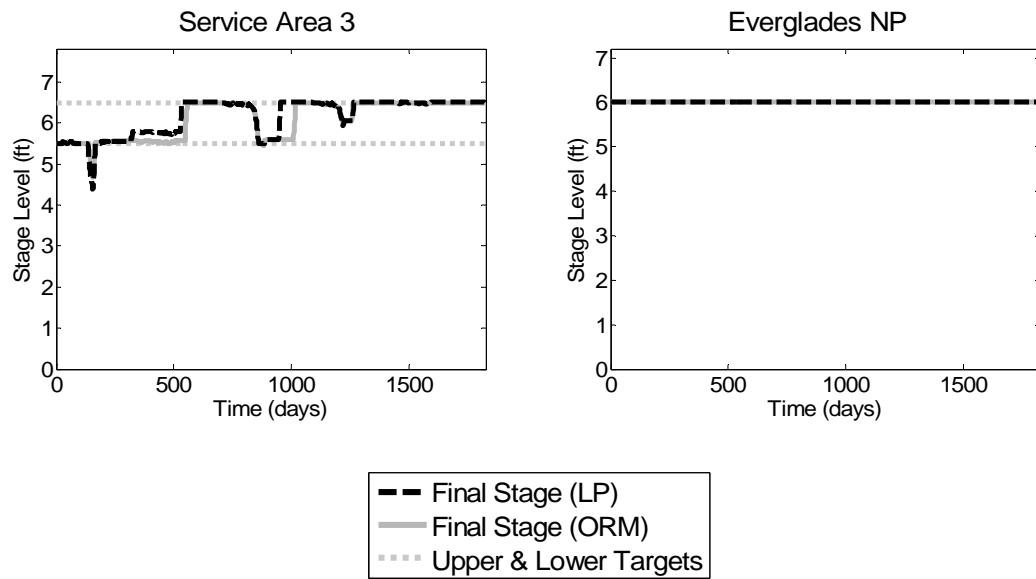 Service Area 3
7
6
5
4
3
2
1
0
Stage Level (ft)
0 500 1000 1500
Time (days)
Everglades NP
7
6
5
4
3
2
1
0
Stage Level (ft)
0 500 1000 1500
Time (days)
Final Stage (LP)
Final Stage (ORM)
Upper & Lower Targets